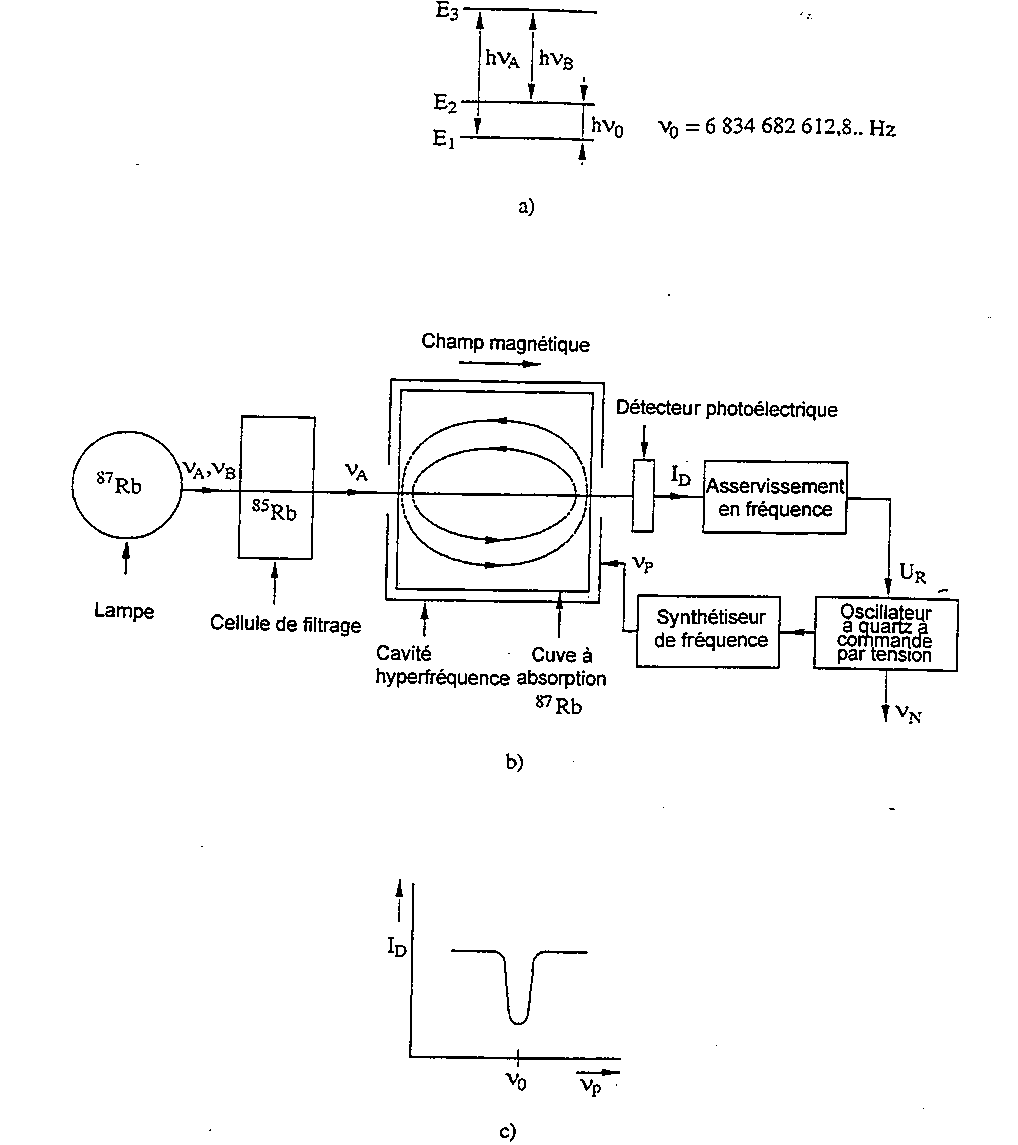 E3
hνA hνB
E2
hν0 ν0 = 6 834 682 612,8.. Hz
E1
a)
Champ magnétique
Détecteur photoélectrique
87Rb
νA,νB
85Rb
νA
ID
Asservissement
en fréquence
Lampe
Cellule de filtrage
νP
UR
Cavité
hyperfréquence
Cuve à
absorption
87Rb
Synthétiseur
de fréquence
Oscillateur
a quartz à
commande
par tension
νN
b)
ID
ν0
νp
c)